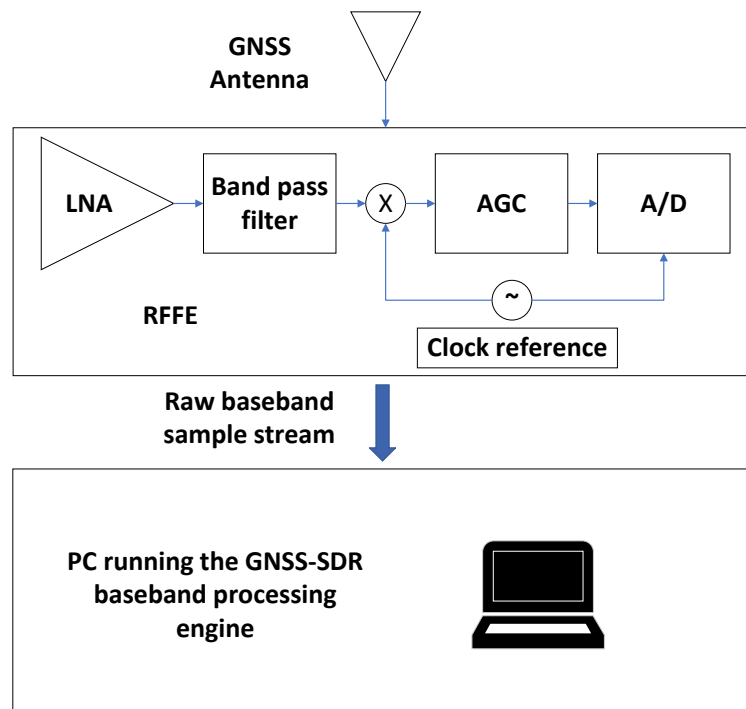 GNSS
Antenna
LNA
Band pass
filter
X
AGC
A/D
~
RFFE
Clock reference
Raw baseband
sample stream
PC running the GNSS-SDR
baseband processing
engine